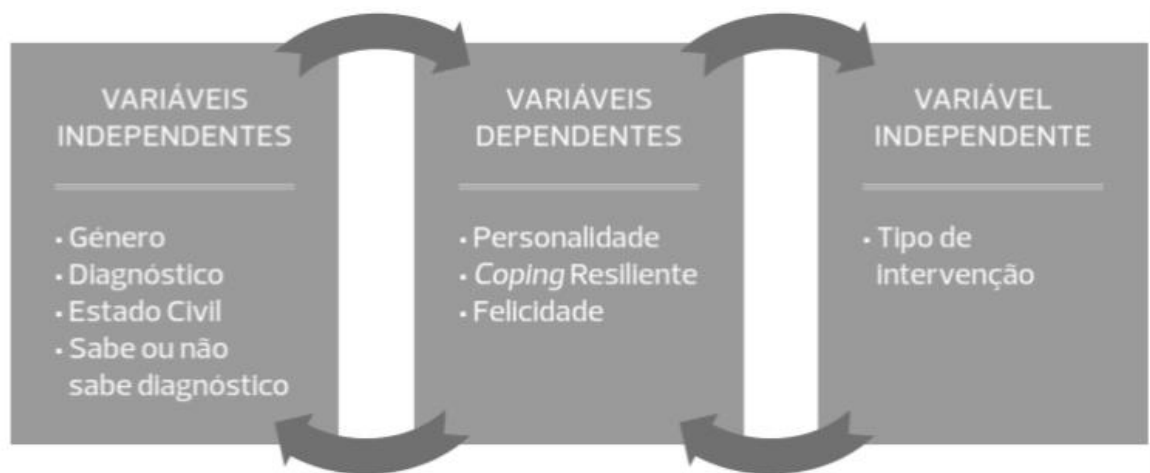 VARIÁVEIS
INDEPENDENTES
• Género
• Diagnóstico
• Estado Civil
• Sabe ou não
sabe diagnóstico
VARIÁVEIS
DEPENDENTES
• Personalidade
• Coping Resiliente
• Felicidade
VARIÁVEL
INDEPENDENTE
• Tipo de
intervenção